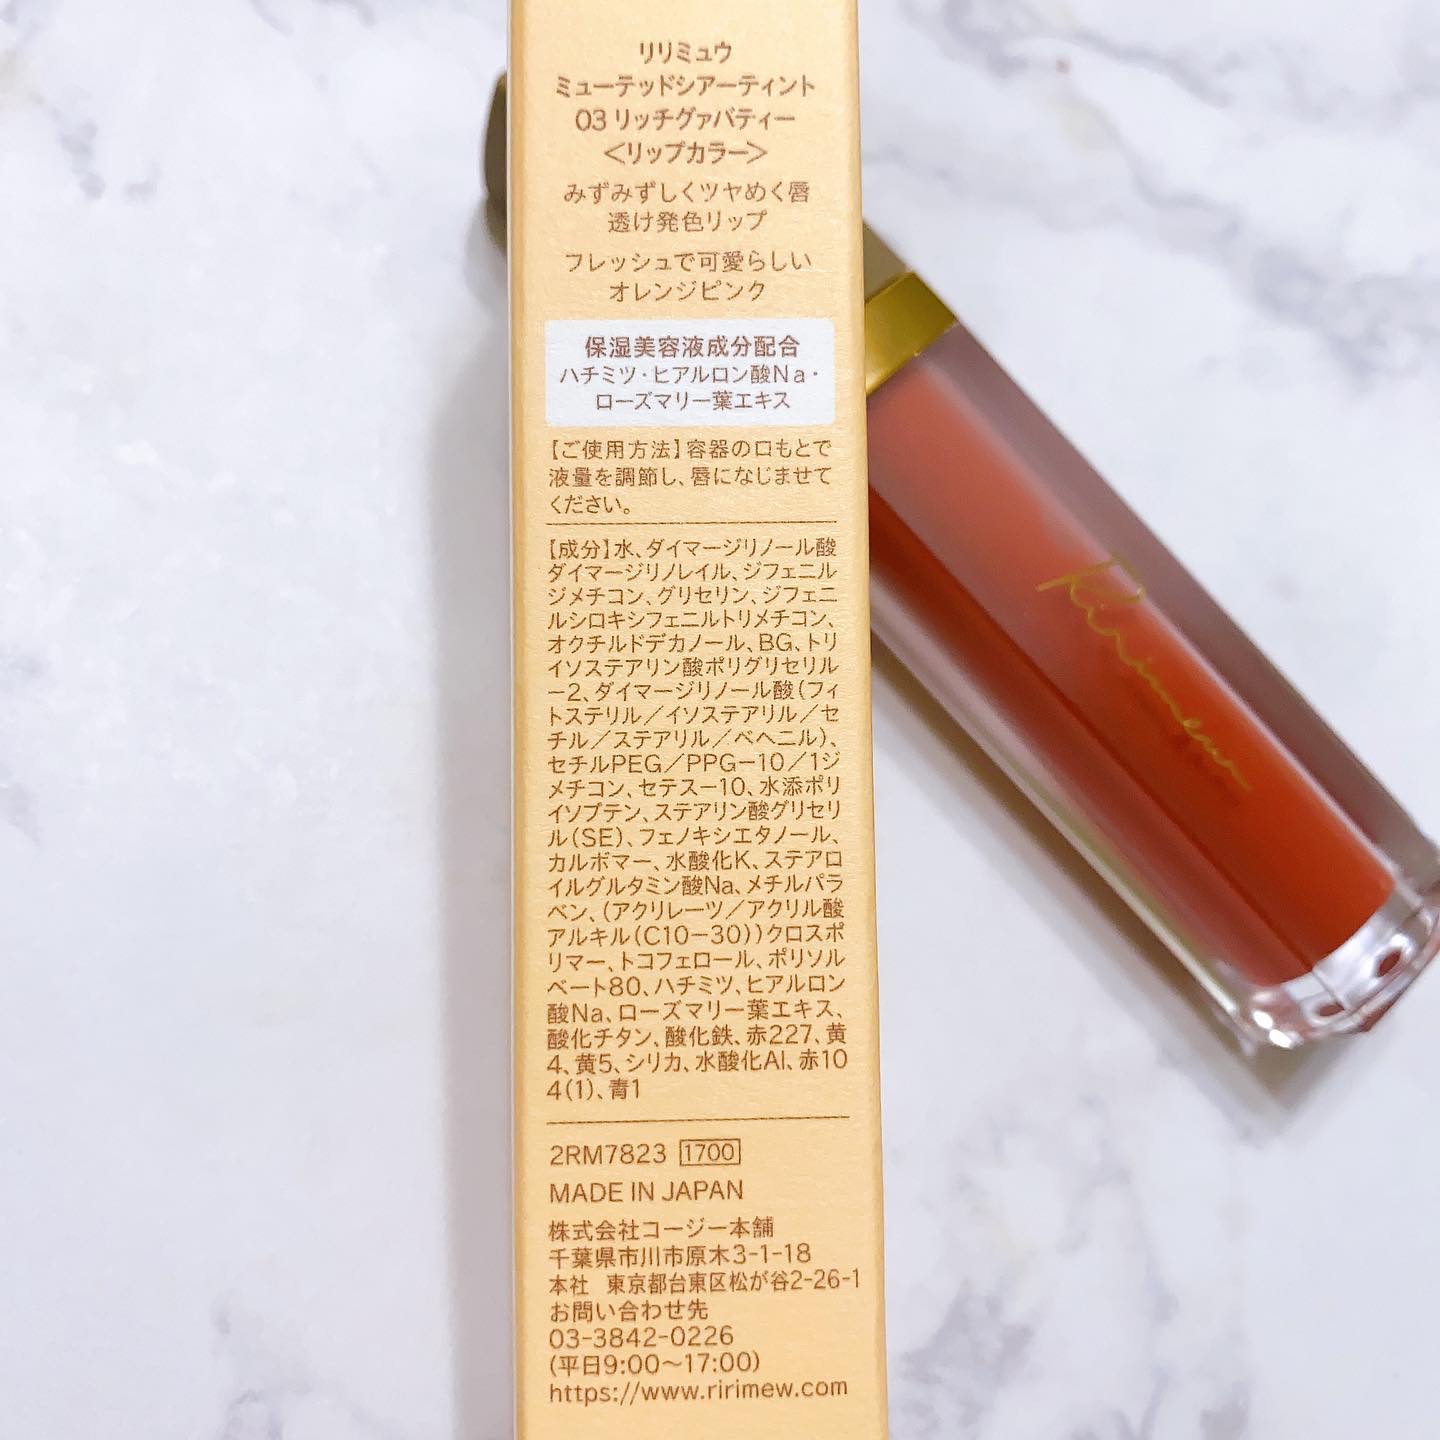 リリミュウ
ミューテッドシアーティント
03 リッチグァバティー
＜リップカラー＞
みずみずしくツヤめく唇
透け発色リップ
フレッシュで可愛らしい
オレンジピンク
保湿美容液成分配合
ハチミツ・ヒアルロン酸Na・
ローズマリー葉エキス
【ご使用方法】容器の口もとで
液量を調節し、唇になじませて
ください。
【成分】水、ダイマージリノール酸
ダイマージリノレイル、ジフェニル
ジメチコン、グリセリン、ジフェニ
ルシロキシフェニルトリメチコン、
オクチルドデカノール、BG、トリ
イソステアリン酸ポリグリセリル
－2、ダイマージリノール酸（フィ
トステリル／イソステアリル／セ
チル／ステアリル／ベヘニル）、
セチルPEG／PPG－10／1ジ
メチコン、セテス－10、水添ポリ
イソブテン、ステアリン酸グリセリ
ル（SE）、フェノキシエタノール、
カルボマー、水酸化K、ステアロ
イルグルタミン酸Na、メチルパラ
ベン、（アクリレーツ／アクリル酸
アルキル（C10－30））クロスポ
リマー、トコフェロール、ポリソル
ベート80、ハチミツ、ヒアルロン
酸Na、ローズマリー葉エキス、
酸化チタン、酸化鉄、赤227、黄
4、黄5、シリカ、水酸化Al、赤10
4（1）、青1
2RM7823 1700
MADE IN JAPAN
株式会社コージー本舗
千葉県市川市原木3-1-18
本社 東京都台東区松が谷2-26-1
お問い合わせ先
03-3842-0226
(平日9:00〜17:00)
https://www.ririmew.com
Ririmew